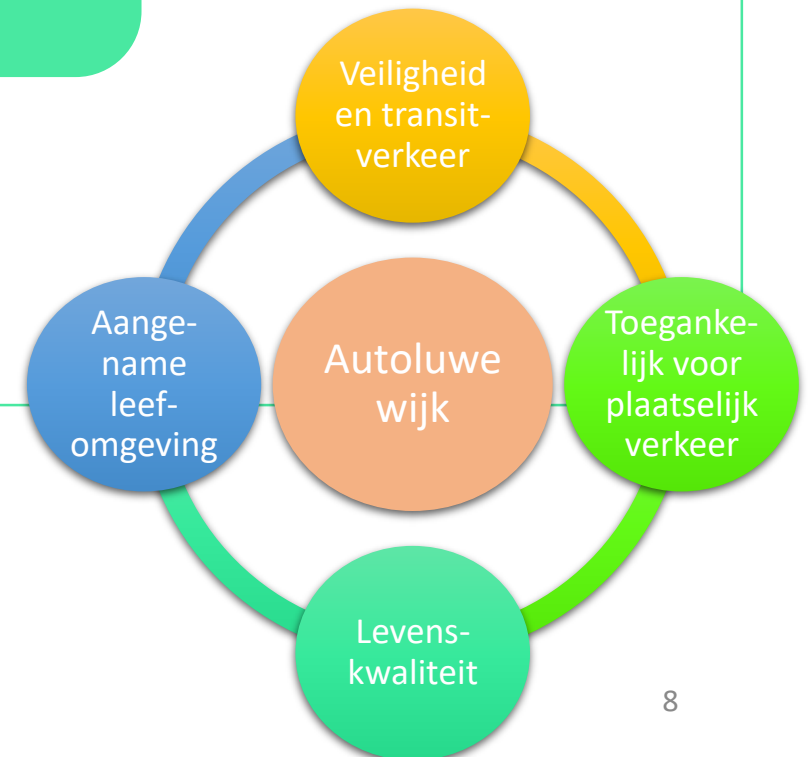 Veiligheid
en transit-
verkeer
Aange-
name
leef-
omgeving
Autoluwe
wijk
Toeganke-
lijk voor
plaatselijk
verkeer
Levens-
kwaliteit
8